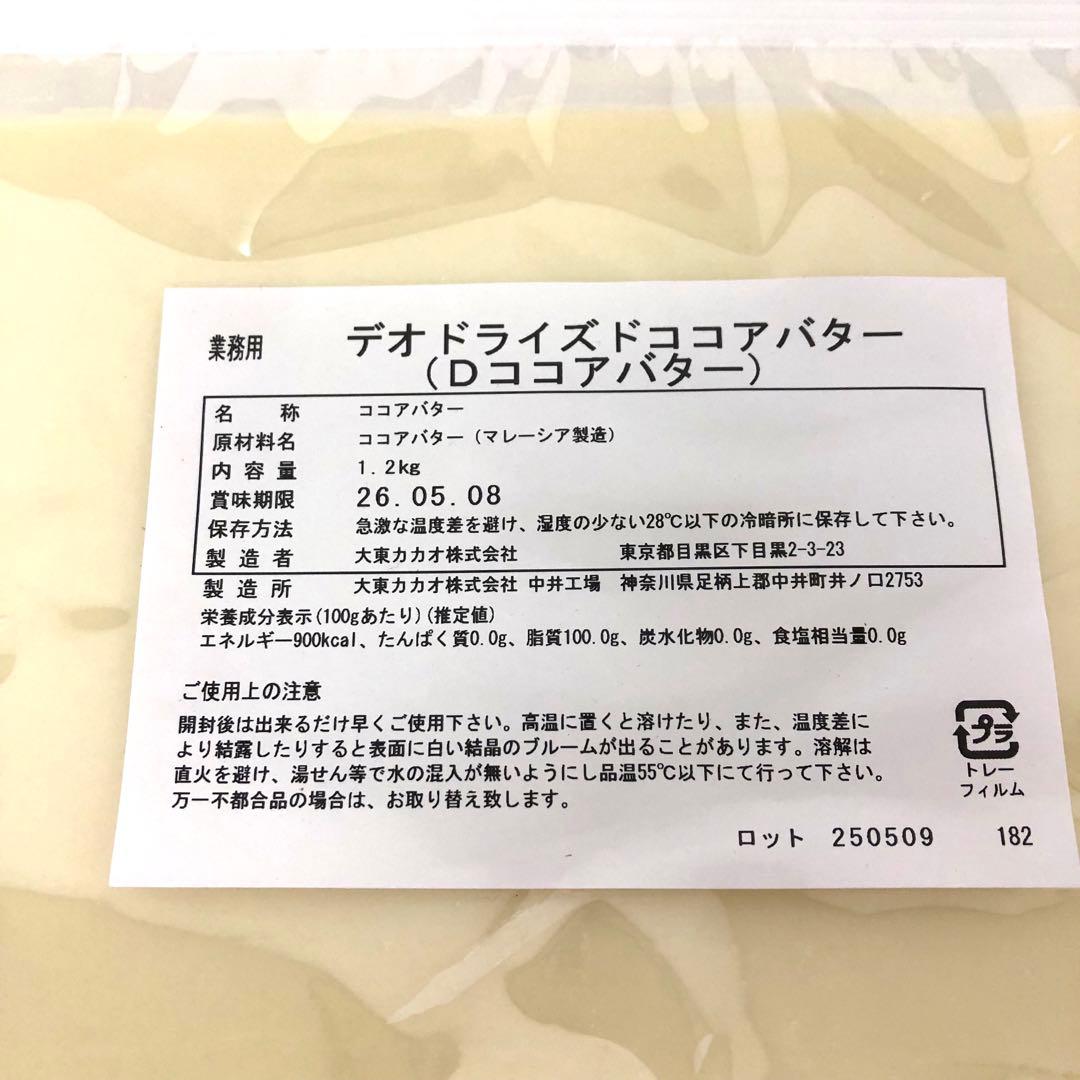 業務用 デオドライズドココアバター
（Dココアバター）
名称 ココアバター
原材料名 ココアバター（マレーシア製造）
内容量 1.2kg
賞味期限 26.05.08
保存方法 急激な温度差を避け、湿度の少ない28℃以下の冷暗所に保存して下さい。
製造者 大東カカオ株式会社 東京都目黒区下目黒2-3-23
製造所 大東カカオ株式会社 中井工場 神奈川県足柄上郡中井町井ノ口2753
栄養成分表示(100gあたり)(推定値)
エネルギー900kcal、たんぱく質0.0g、脂質100.0g、炭水化物0.0g、食塩相当量0.0g
ご使用上の注意
開封後は出来るだけ早くご使用下さい。高温に置くと溶けたり、また、温度差に
より結露したりすると表面に白い結晶のブルームが出ることがあります。溶解は
直火を避け、湯せん等で水の混入が無いようにし品温55℃以下にて行って下さい。
万一不都合品の場合は、お取り替え致します。
プラ
トレー
フィルム
ロット 250509 182